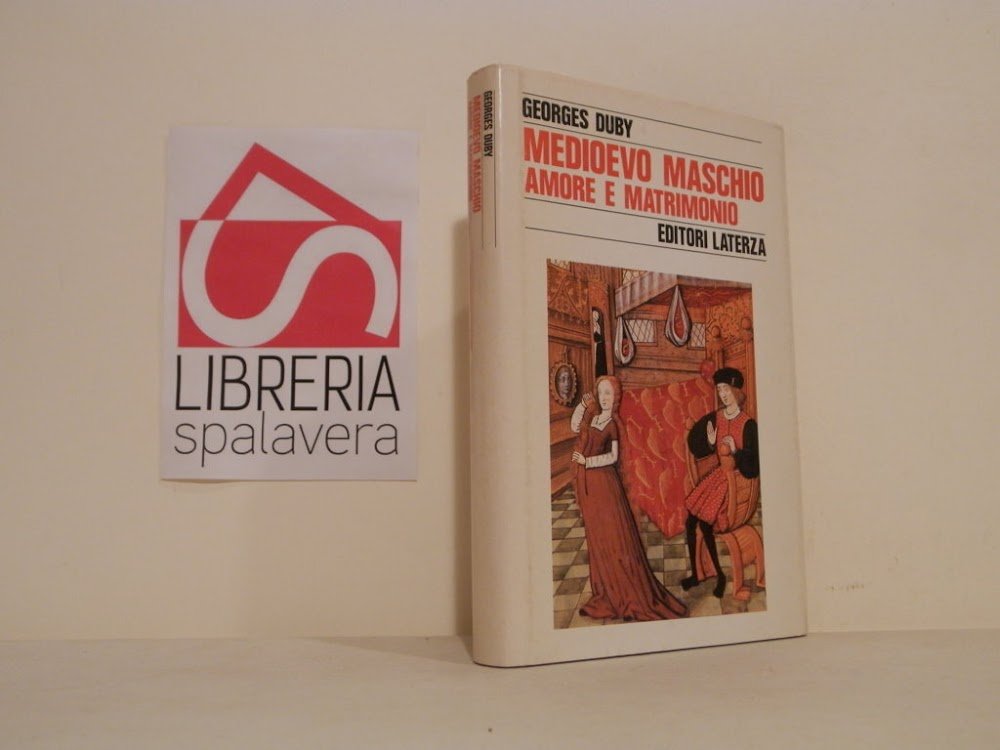 LIBRERIA
spalavera
GEORGES DUBY
MEDIOEVO MASCHIO
GEORGES DUBY
MEDIOEVO MASCHIO
AMORE E MATRIMONIO
EDITORI LATERZA